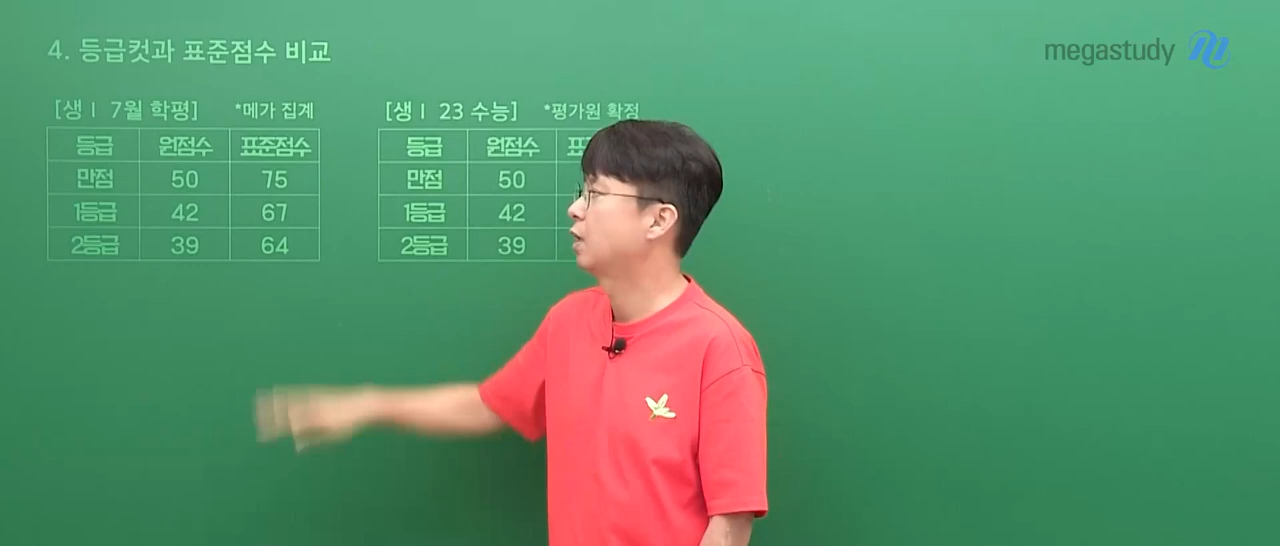 4. 등급컷과 표준점수 비교
megastudy
[생Ⅰ 7월 학평] *메가 집계
등급 원점수 표준점수
만점 50 75
1등급 42 67
2등급 39 64
[생Ⅰ 23 수능] *평가원 확정
등급 원점수 표
만점 50
1등급 42
2등급 39